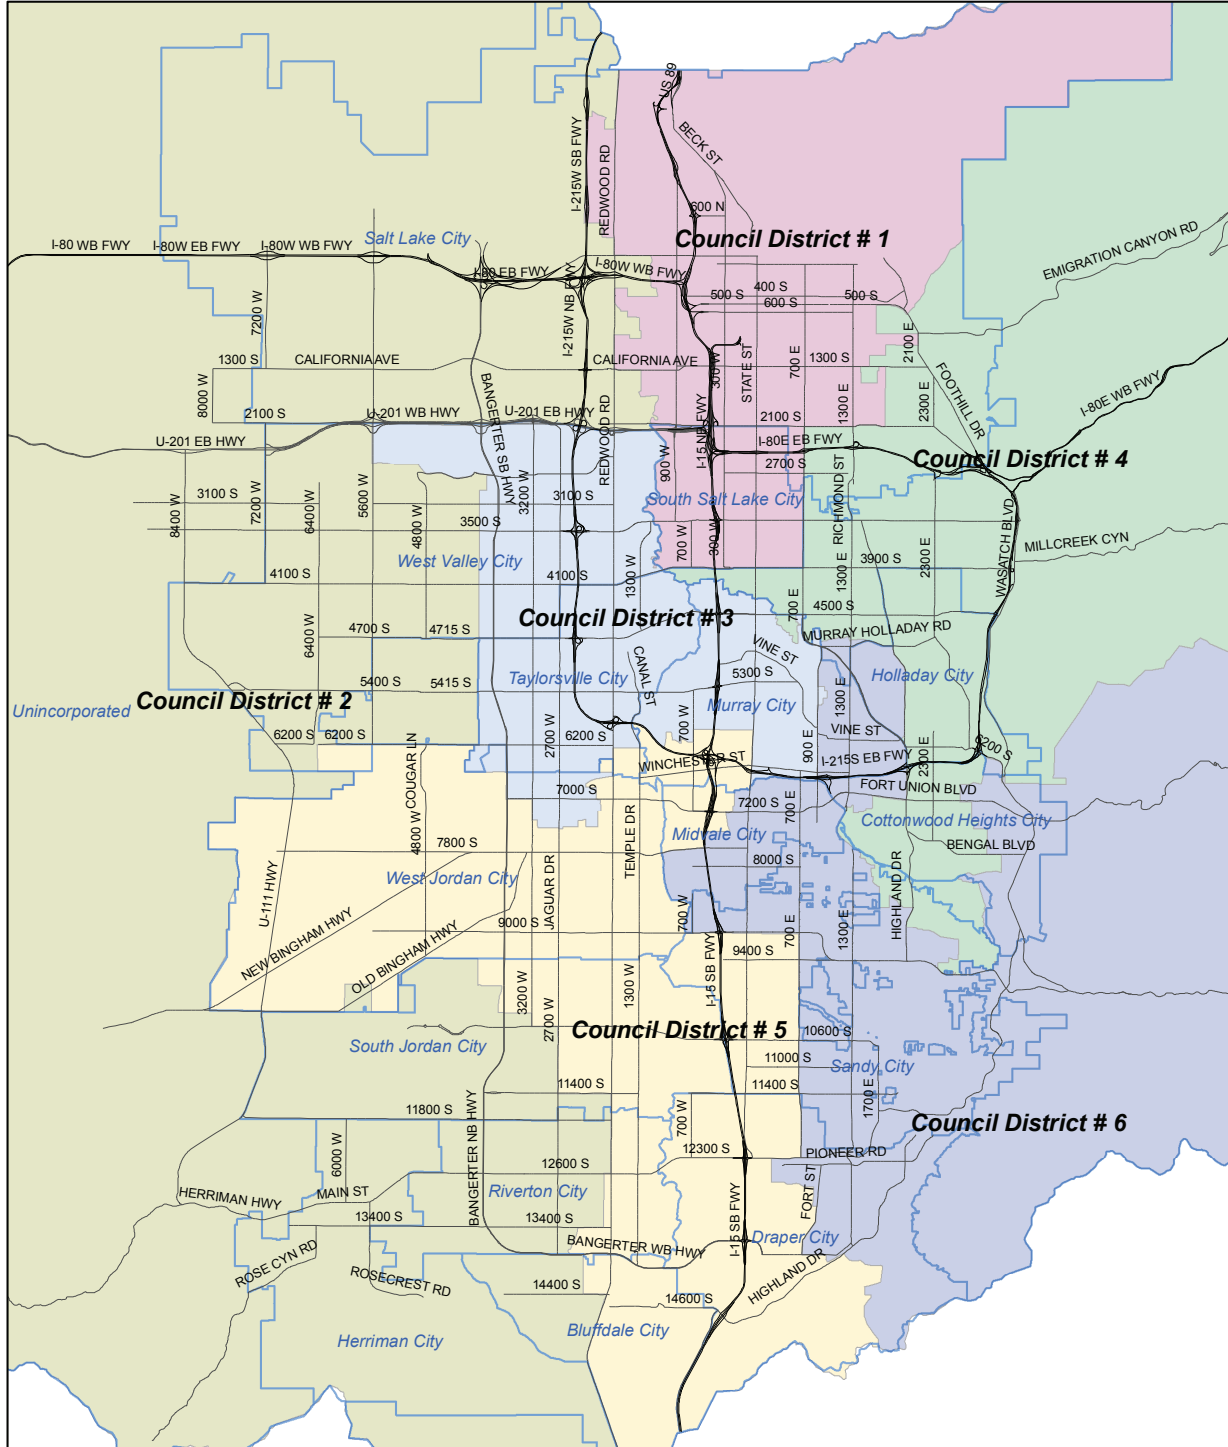 US 89
BECK ST
I-215W SB FWY
REDWOOD RD
600 N
Salt Lake City
Council District # 1
EMIGRATION CANYON RD
I-80 WB FWY
I-80W EB FWY
I-80W WB FWY
I-80 EB FWY
I-80W WB FWY
400 S
500 S
500 S
600 S
7200 W
I-215W NB FWY
2100 E
1300 S
CALIFORNIA AVE
CALIFORNIA AVE
300 W
STATE ST
700 E
1300 S
FOOTHILL DR
I-80E WB FWY
8000 W
BANGERTER SB HWY
REDWOOD RD
1300 E
2300 E
2100 S
U-201 WB HWY
U-201 EB HWY
I-15 NB FWY
2100 S
U-201 EB HWY
900 W
I-80E EB FWY
2700 S
Council District # 4
RICHMOND ST
3100 S
8400 W
7200 W
6400 W
5600 W
4800 W
3200 W
3100 S
South Salt Lake City
3500 S
700 W
300 W
WASATCH BLVD
MILLCREEK CYN
West Valley City
4100 S
4100 S
1300 W
1300 E
3900 S
2300 E
Council District # 3
700 E
4500 S
6400 W
4700 S
4715 S
MURRAY HOLLADAY RD
VINE ST
CANAL ST
5300 S
Taylorsville City
Holladay City
5400 S
5415 S
Council District # 2
Unincorporated
Murray City
1300 E
700 W
6200 S
6200 S
2700 W
6200 S
900 E
VINE ST
2300 E
6200 S
WINCHESTER ST
I-215S EB FWY
4800 W
COUGAR LN
7000 S
FORT UNION BLVD
7200 S
700 E
TEMPLE DR
Midvale City
Cottonwood Heights City
7800 S
BENGAL BLVD
8000 S
West Jordan City
JAGUAR DR
HIGHLAND DR
U-111 HWY
NEW BINGHAM HWY
OLD BINGHAM HWY
9000 S
700 W
700 E
1300 E
9400 S
3200 W
1300 W
I-15 SB FWY
2700 W
Council District # 5
10600 S
South Jordan City
11000 S
Sandy City
11400 S
11400 S
1700 E
11800 S
BANGERTER NB HWY
700 W
Council District # 6
6000 W
12300 S
PIONEER RD
12600 S
FORT ST
HERRIMAN HWY
MAIN ST
Riverton City
13400 S
13400 S
I-15 SB FWY
Draper City
BANGERTER WB HWY
ROSE CYN RD
ROSECREST RD
14400 S
14600 S
HIGHLAND DR
Bluffdale City
Herriman City